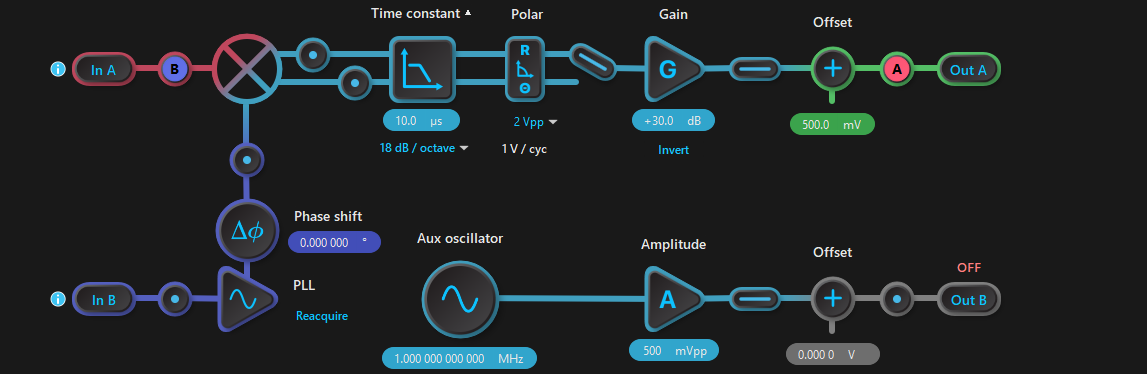 Time constant
Polar
Gain
Offset
In A
B
R
Θ
G
+
A
Out A
10.0 µs
2 Vpp
+30.0 dB
500.0 mV
18 dB / octave
1 V / cyc
Invert
Δϕ
Phase shift
0.000 000 °
Aux oscillator
Amplitude
Offset
OFF
In B
PLL
Reacquire
A
+
Out B
1.000 000 000 000 MHz
500 mVpp
0.000 0 V